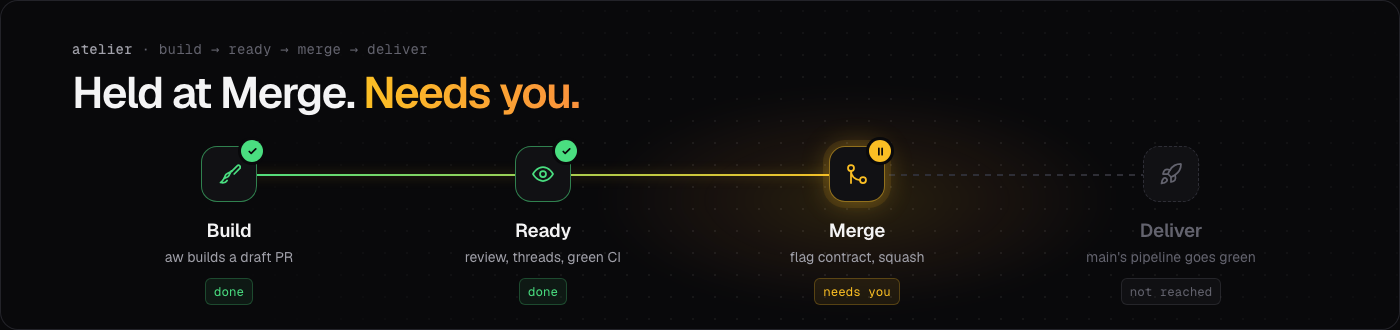 atelier · build → ready → merge → deliver
Held at Merge. Needs you.
Build
aw builds a draft PR
done
Ready
review, threads, green CI
done
Merge
flag contract, squash
needs you
Deliver
main's pipeline goes green
not reached